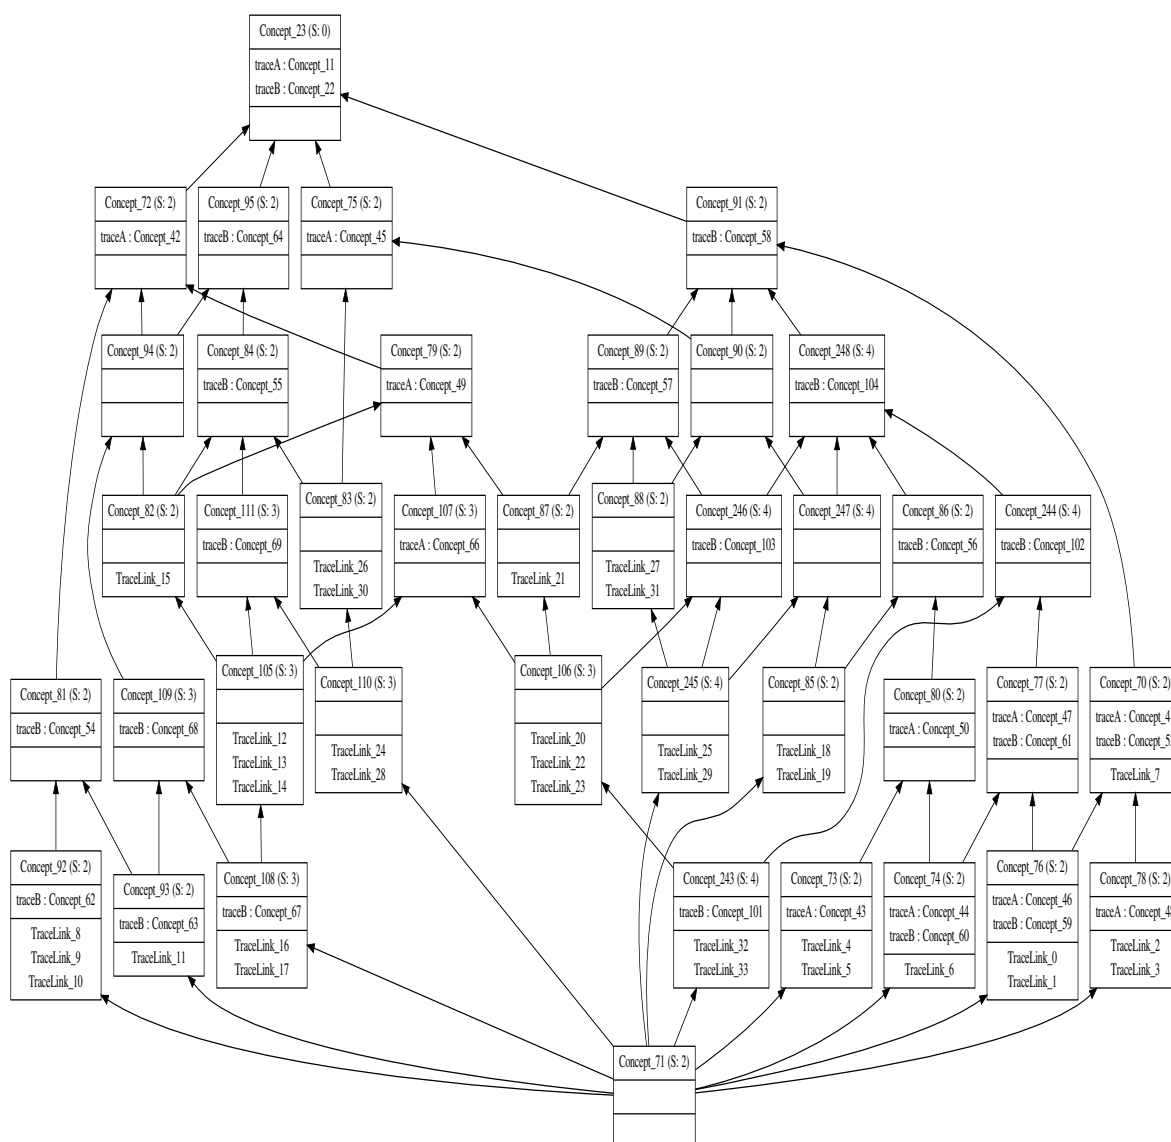 Concept_23 (S: 0)
traceA : Concept_11
traceB : Concept_22
Concept_72 (S: 2)
traceA : Concept_42
Concept_95 (S: 2)
traceB : Concept_64
Concept_75 (S: 2)
traceA : Concept_45
Concept_91 (S: 2)
traceB : Concept_58
Concept_94 (S: 2)
Concept_84 (S: 2)
traceB : Concept_55
Concept_79 (S: 2)
traceA : Concept_49
Concept_89 (S: 2)
traceB : Concept_57
Concept_90 (S: 2)
Concept_248 (S: 4)
traceB : Concept_104
Concept_82 (S: 2)
TraceLink_15
Concept_111 (S: 3)
traceB : Concept_69
Concept_83 (S: 2)
TraceLink_26
TraceLink_30
Concept_107 (S: 3)
traceA : Concept_66
Concept_87 (S: 2)
TraceLink_21
Concept_88 (S: 2)
TraceLink_27
TraceLink_31
Concept_246 (S: 4)
traceB : Concept_103
Concept_247 (S: 4)
Concept_86 (S: 2)
traceB : Concept_56
Concept_244 (S: 4)
traceB : Concept_102
Concept_81 (S: 2)
traceB : Concept_54
Concept_109 (S: 3)
traceB : Concept_68
Concept_105 (S: 3)
TraceLink_12
TraceLink_13
TraceLink_14
Concept_110 (S: 3)
TraceLink_24
TraceLink_28
Concept_106 (S: 3)
TraceLink_20
TraceLink_22
TraceLink_23
Concept_245 (S: 4)
TraceLink_25
TraceLink_29
Concept_85 (S: 2)
TraceLink_18
TraceLink_19
Concept_80 (S: 2)
traceA : Concept_50
Concept_77 (S: 2)
traceA : Concept_47
traceB : Concept_61
Concept_70 (S: 2)
traceA :
traceB :
TraceLink_7
Concept_92 (S: 2)
traceB : Concept_62
TraceLink_8
TraceLink_9
TraceLink_10
Concept_93 (S: 2)
traceB : Concept_63
TraceLink_11
Concept_108 (S: 3)
traceB : Concept_67
TraceLink_16
TraceLink_17
Concept_243 (S: 4)
traceB : Concept_101
TraceLink_32
TraceLink_33
Concept_73 (S: 2)
traceA : Concept_43
TraceLink_4
TraceLink_5
Concept_74 (S: 2)
traceA : Concept_44
traceB : Concept_60
TraceLink_6
Concept_76 (S: 2)
traceA : Concept_46
traceB : Concept_59
TraceLink_0
TraceLink_1
Concept_78 (S: 2)
traceA : Concept_48
TraceLink_2
TraceLink_3
Concept_71 (S: 2)